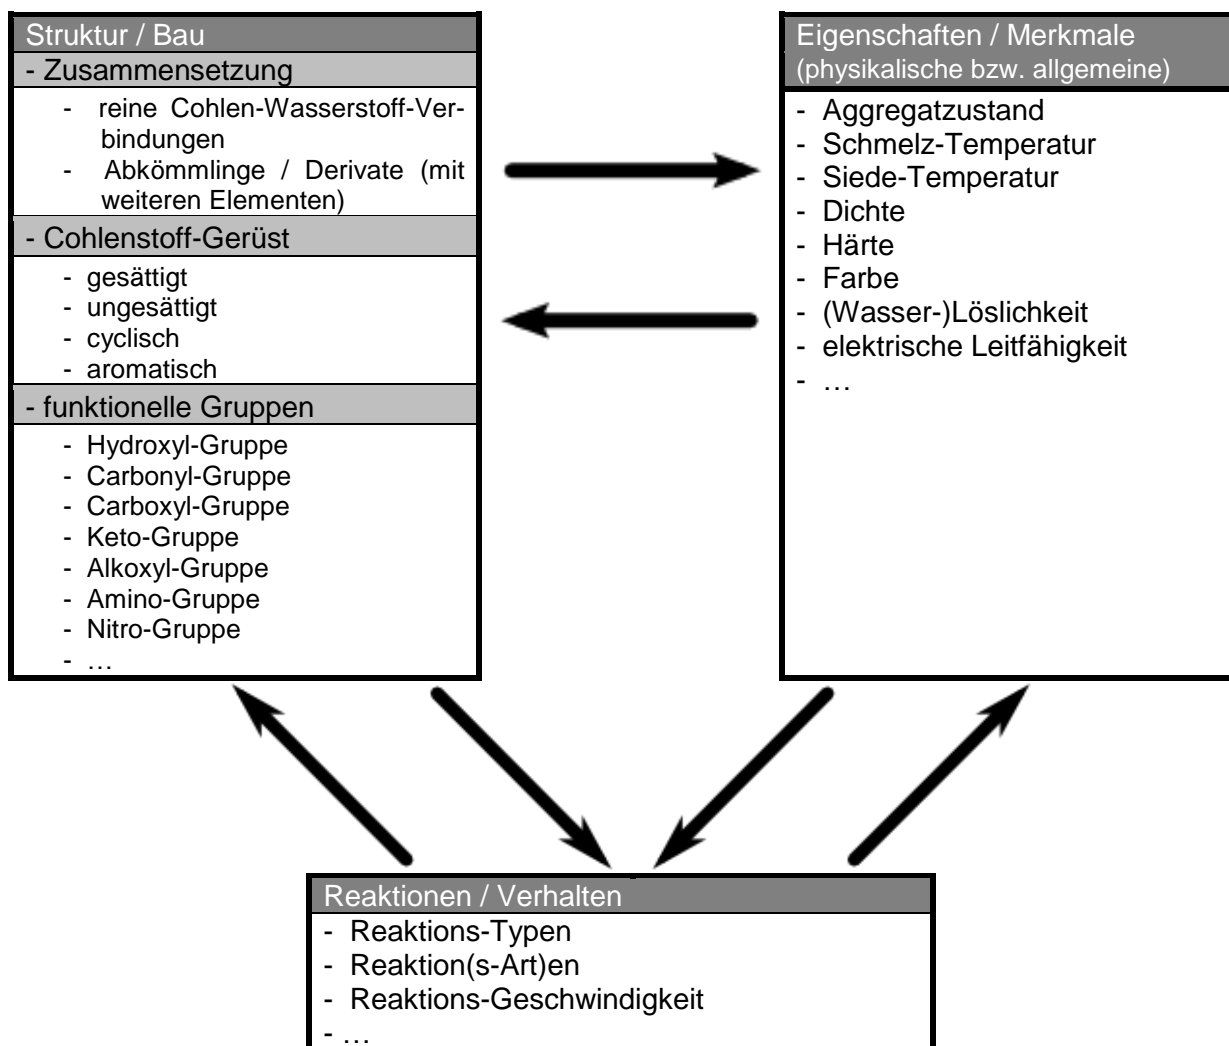 Struktur / Bau
- Zusammensetzung
- reine Cohlen-Wasserstoff-Ver-
bindungen
- Abkömmlinge / Derivate (mit
weiteren Elementen)
- Cohlenstoff-Gerüst
- gesättigt
- ungesättigt
- cyclisch
- aromatisch
- funktionelle Gruppen
- Hydroxyl-Gruppe
- Carbonyl-Gruppe
- Carboxyl-Gruppe
- Keto-Gruppe
- Alkoxyl-Gruppe
- Amino-Gruppe
- Nitro-Gruppe
- …
Eigenschaften / Merkmale
(physikalische bzw. allgemeine)
- Aggregatzustand
- Schmelz-Temperatur
- Siede-Temperatur
- Dichte
- Härte
- Farbe
- (Wasser-)Löslichkeit
- elektrische Leitfähigkeit
- …
Reaktionen / Verhalten
- Reaktions-Typen
- Reaktion(s-Art)en
- Reaktions-Geschwindigkeit
- …